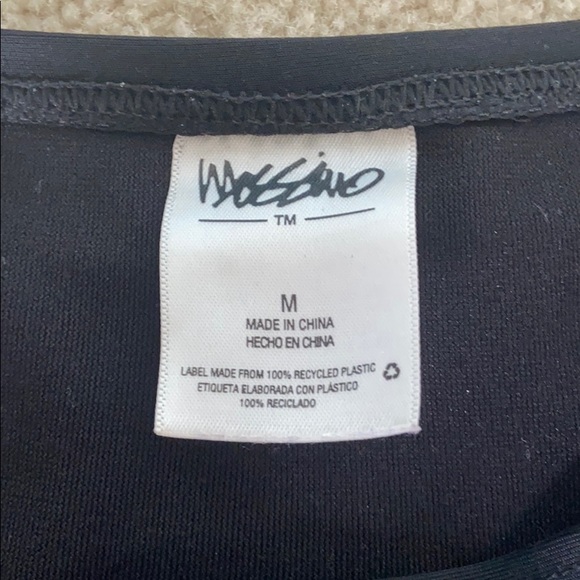 Mossimo
TM
M
MADE IN CHINA
HECHO EN CHINA
LABEL MADE FROM 100% RECYCLED PLASTIC
ETIQUETA ELABORADA CON PLÁSTICO
100% RECICLADO